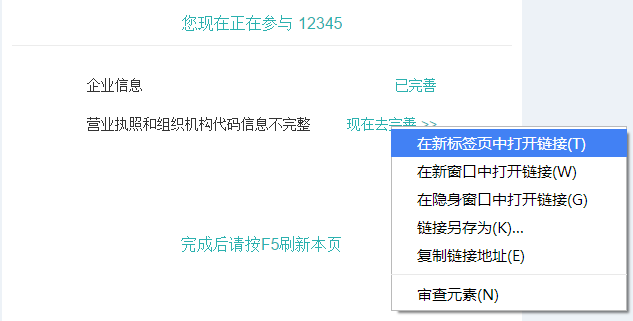 您现在正在参与 12345
企业信息 已完善
营业执照和组织机构代码信息不完整 现在去完善 >>
在新标签页中打开链接(T)
在新窗口中打开链接(W)
在隐身窗口中打开链接(G)
链接另存为(K)...
复制链接地址(E)
审查元素(N)
完成后请按F5刷新本页